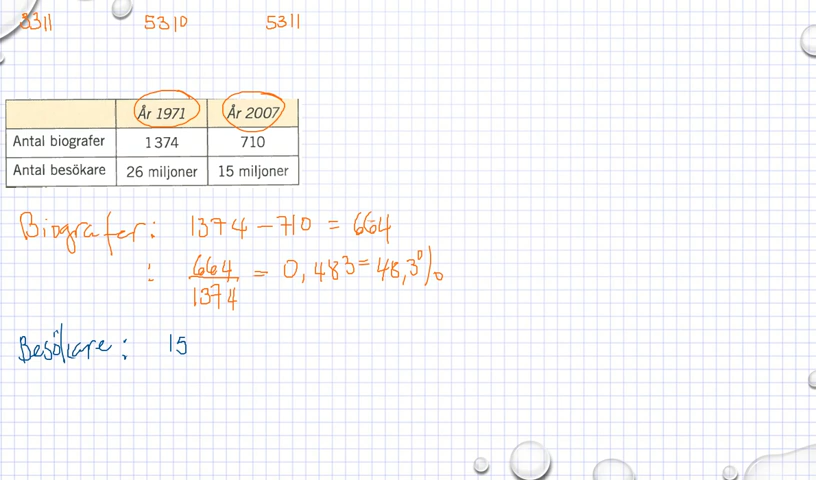 3311 5310 5311
År 1971 År 2007
Antal biografer 1374 710
Antal besökare 26 miljoner 15 miljoner
Biografer: 1374 - 710 = 664
: 664/1374 = 0,483 = 48,3%
Besökare: 15